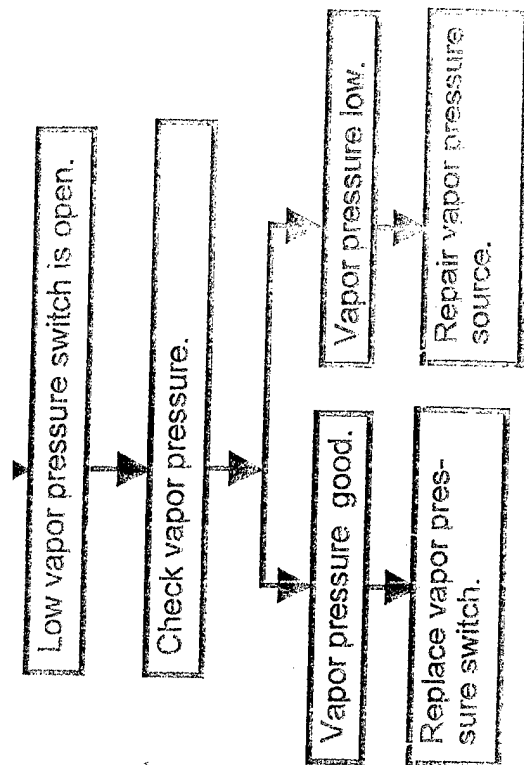 Low vapor pressure switch is open.
Check vapor pressure.
Vapor pressure good.
Vapor pressure low.
Replace vapor pres-
sure switch.
Repair vapor pressure
source.